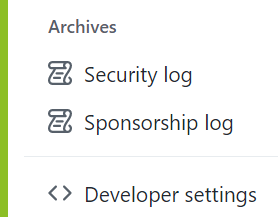 Archives
Security log
Sponsorship log
Developer settings